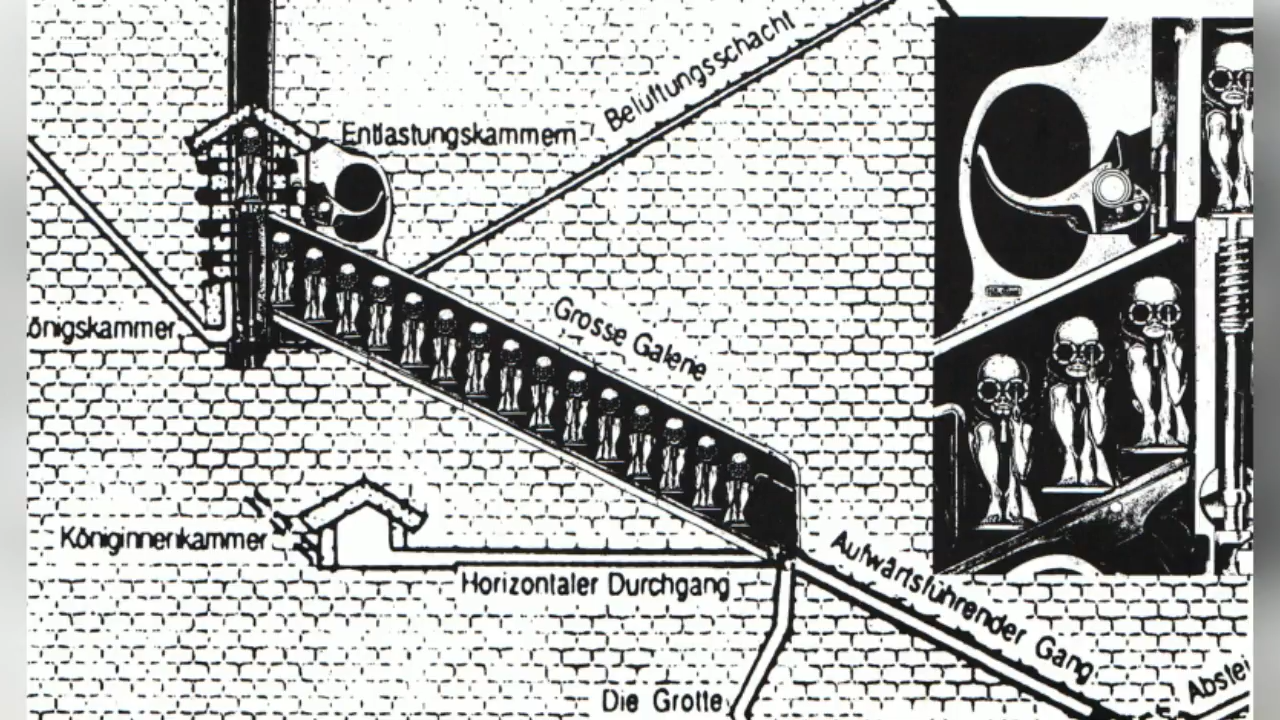 Belüftungsschacht
Entlastungskammern
önigskammer
Grosse Galerie
Königinnenkammer
Horizontaler Durchgang
Aufwärtsführender Gang
Abstei
Die Grotte